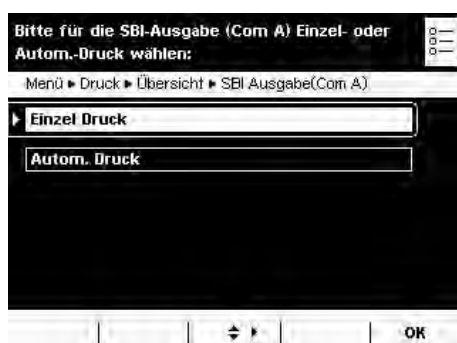 Bitte für die SBI-Ausgabe (Com A) Einzel- oder
Autom.-Druck wählen:
Menü ▸ Druck ▸ Übersicht ▸ SBI Ausgabe(Com A)
Einzel Druck
Autom. Druck
OK